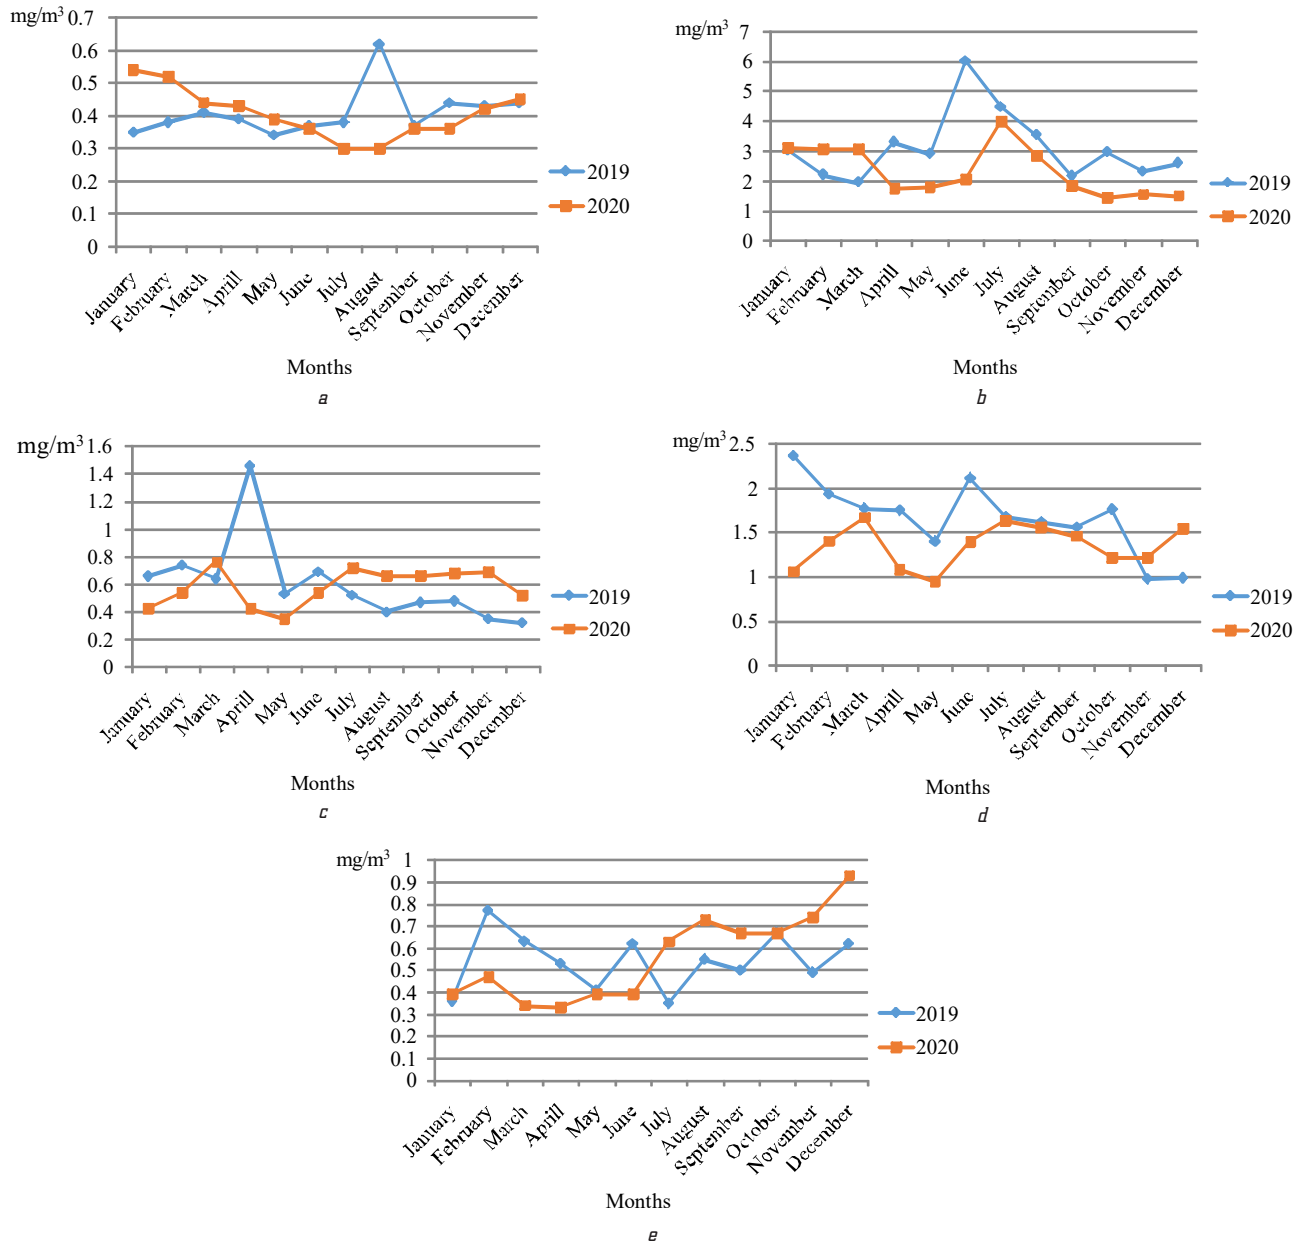 mg/m³
0.7
0.6
0.5
0.4
0.3
0.2
0.1
0
January
February
March
Aprill
May
June
July
August
September
October
November
December
2019
2020
Months
a
mg/m³
7
6
5
4
3
2
1
0
January
February
March
Aprill
May
June
July
August
September
October
November
December
2019
2020
Months
b
mg/m³
1.6
1.4
1.2
1
0.8
0.6
0.4
0.2
0
January
February
March
Aprill
May
June
July
August
September
October
November
December
2019
2020
Months
c
mg/m³
2.5
2
1.5
1
0.5
0
January
February
March
Aprill
May
June
July
August
September
October
November
December
2019
2020
Months
d
mg/m³
1
0.9
0.8
0.7
0.6
0.5
0.4
0.3
0.2
0.1
0
January
February
March
Aprill
May
June
July
August
September
October
November
December
2019
2020
Months
e